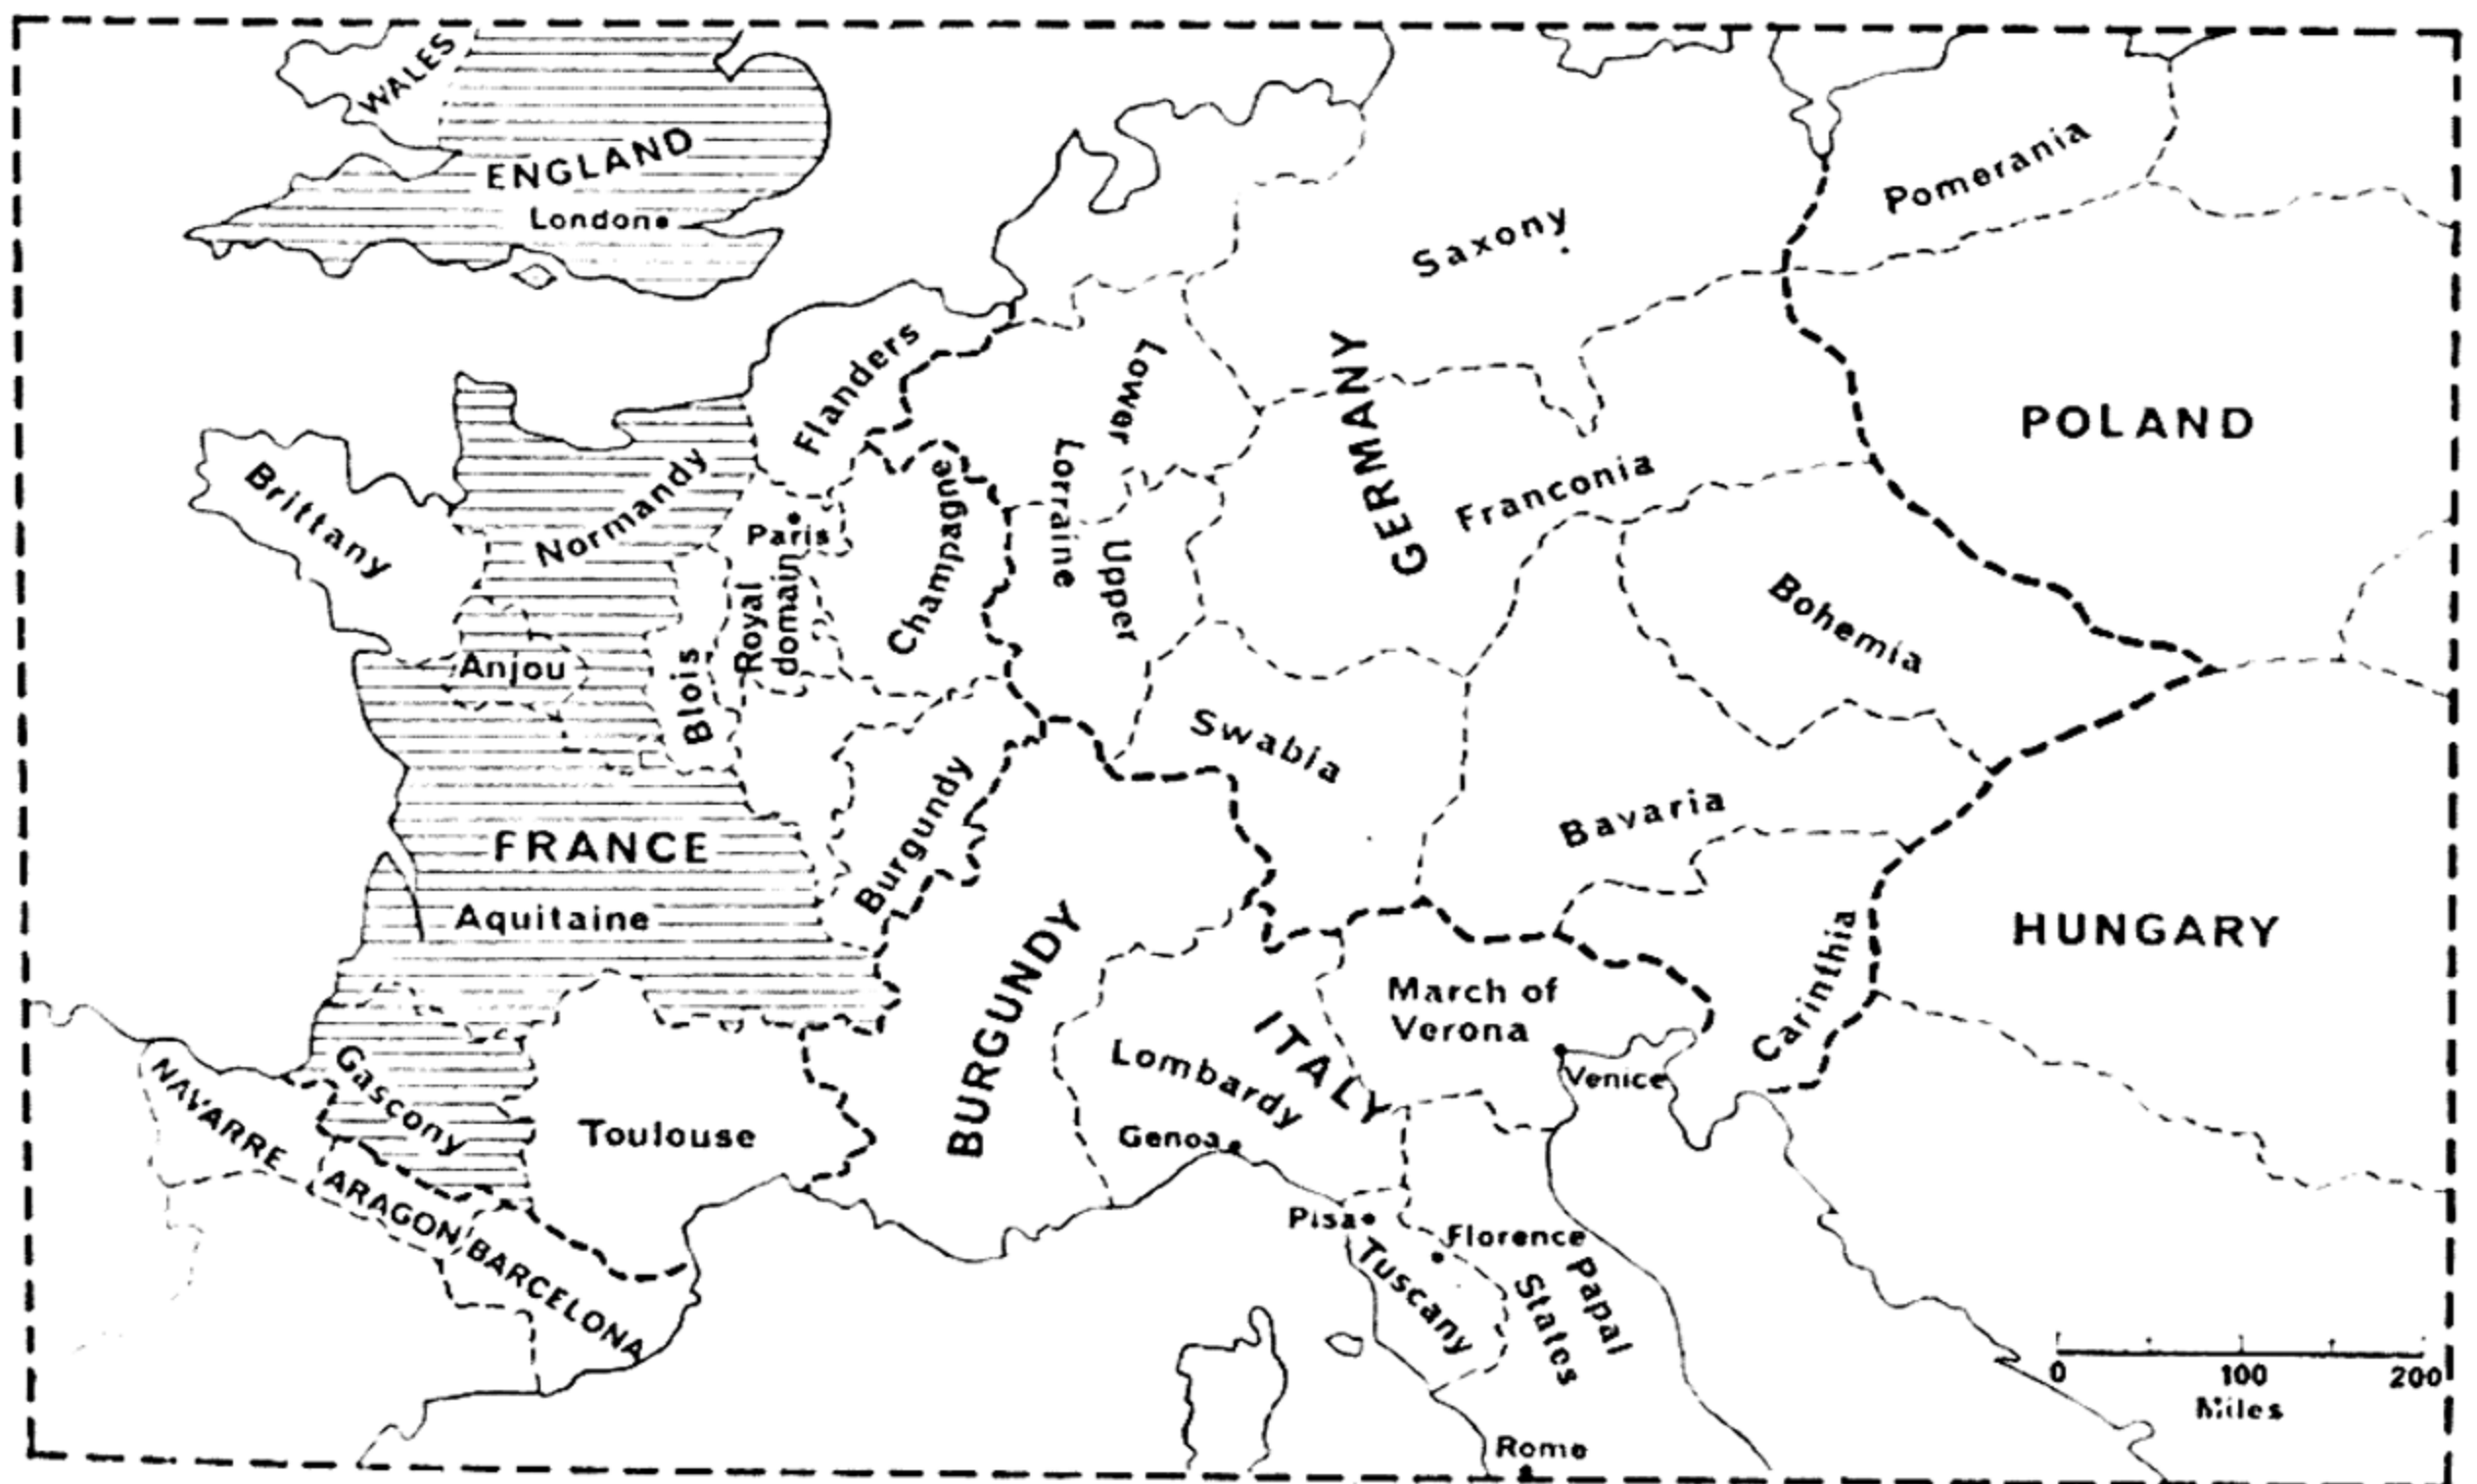 WALES
ENGLAND
London
Saxony
Pomerania
Flanders
Lower
Lorraine
Upper
GERMANY
POLAND
Brittany
Normandy
Paris
Royal
domain
Champagne
Franconia
Bohemia
Anjou
Blois
Swabia
Burgundy
Bavaria
FRANCE
Aquitaine
BURGUNDY
Carinthia
HUNGARY
March of
Verona
ITALY
Lombardy
Venice
Gascony
NAVARRE
Toulouse
Genoa
ARAGON
BARCELONA
Pisa
Florence
Tuscany
Papal
States
0 100 200
Miles
Rome